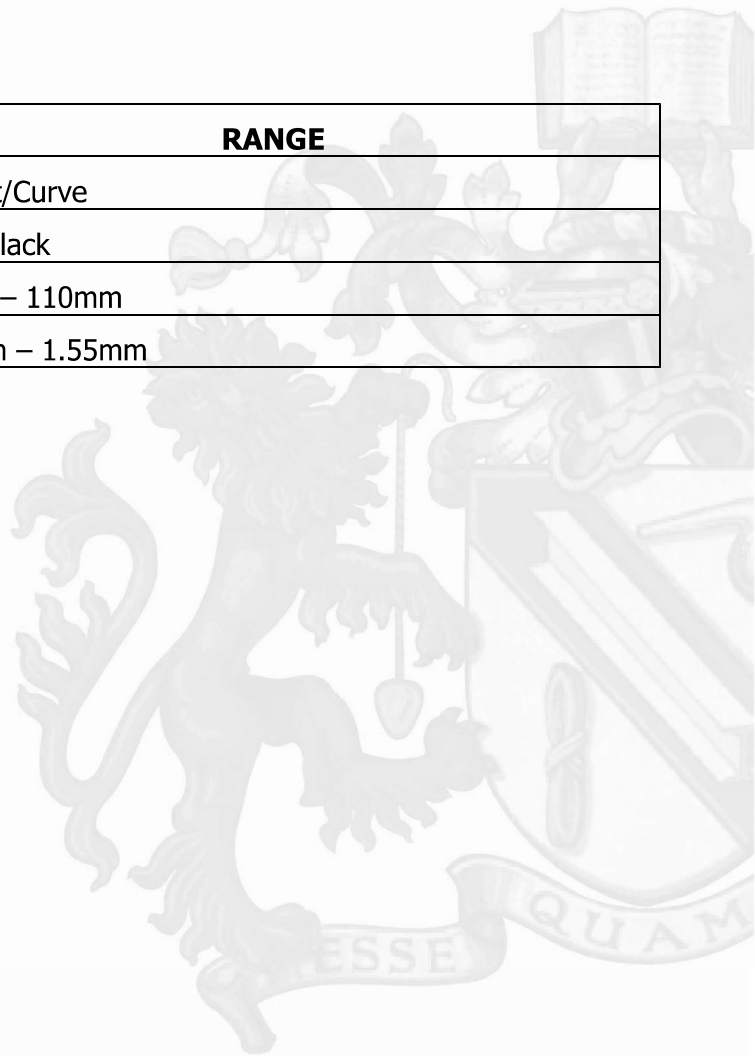 RANGE
t/Curve
lack
– 110mm
– 1.55mm
ESSE
QUAM